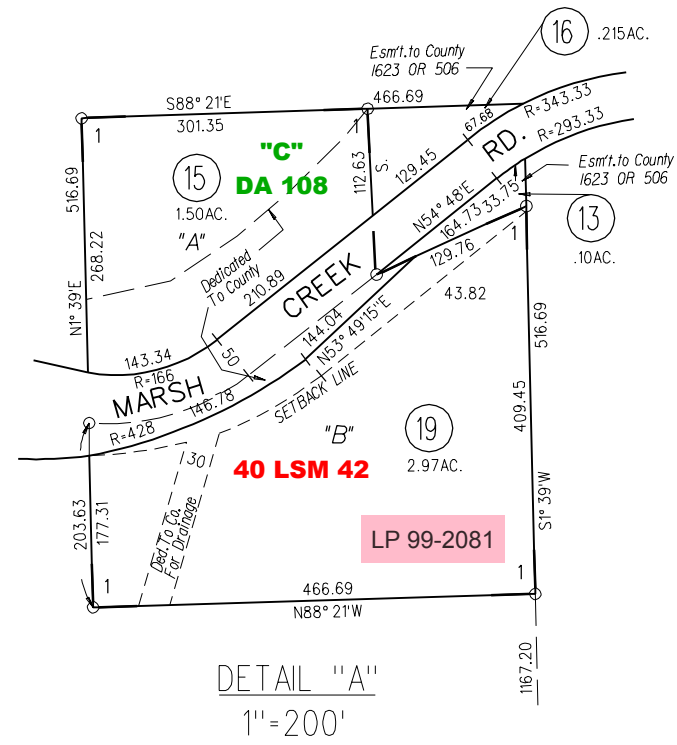 16 .215AC.
Esm't.to County
1623 OR 506
466.69
S88° 21'E
301.35
67.68
R=343.33
R=293.33
1
1
"C"
DA 108
112.63
S.
129.45
RD.
Esm't.to County
1623 OR 506
516.69
15
1.50AC.
N54° 48'E
164.73
33.75
13
.10AC.
"A"
129.76
1
268.22
Dedicated
To County
210.89
CREEK
43.82
N1° 39'E
144.04
516.69
143.34
R=166
50
N53° 49'15"E
MARSH
146.78
SETBACK LINE
R=428
"B"
19
2.97AC.
409.45
30
40 LSM 42
S1° 39'W
203.63
177.31
Ded.To Co.
For Drainage
LP 99-2081
1
1
466.69
N88° 21'W
1167.20
DETAIL "A"
1"=200'